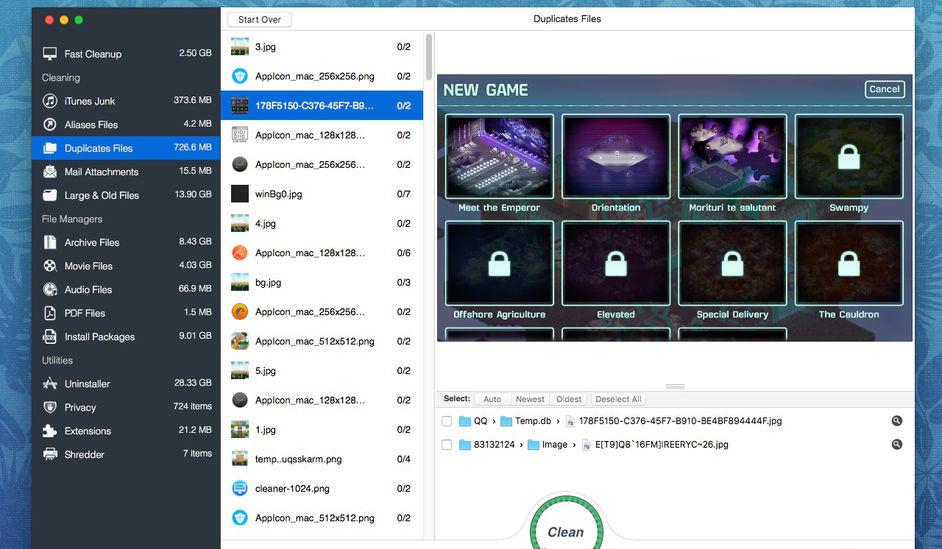 Start Over
Duplicates Files
Fast Cleanup 2.50 GB
Cleaning
iTunes Junk 373.6 MB
Aliases Files 4.2 MB
Duplicates Files 726.6 MB
Mail Attachments 15.5 MB
Large & Old Files 13.90 GB
File Managers
Archive Files 8.43 GB
Movie Files 4.03 GB
Audio Files 66.9 MB
PDF Files 1.5 MB
Install Packages 9.01 GB
Utilities
Uninstaller 28.33 GB
Privacy 724 items
Extensions 21.2 MB
Shredder 7 items
3.jpg 0/2
AppIcon_mac_256x256.png 0/2
178F5150-C376-45F7-B9... 0/2
AppIcon_mac_128x128... 0/2
AppIcon_mac_256x256... 0/2
winBg0.jpg 0/7
4.jpg 0/2
AppIcon_mac_128x128... 0/6
bg.jpg 0/3
AppIcon_mac_256x256... 0/2
AppIcon_mac_512x512.png 0/2
5.jpg 0/2
AppIcon_mac_128x128... 0/2
1.jpg 0/2
temp..uqsskarm.png 0/4
cleaner-1024.png 0/2
AppIcon_mac_512x512.png 0/2
NEW GAME
Cancel
Meet the Emperor
Orientation
Morituri te salutant
Swampy
Offshore Agriculture
Elevated
Special Delivery
The Cauldron
Select: Auto Newest Oldest Deselect All
QQ › Temp.db › 178F5150-C376-45F7-B910-BE4BF894444F.jpg
83132124 › Image › E[T9]Q8`16FM]!REERYC~26.jpg
Clean